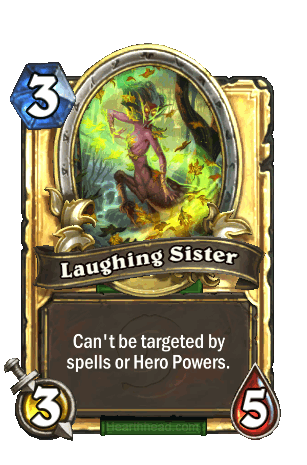 3
Laughing Sister
Can't be targeted by
spells or Hero Powers.
3
5
Hearthhead.com